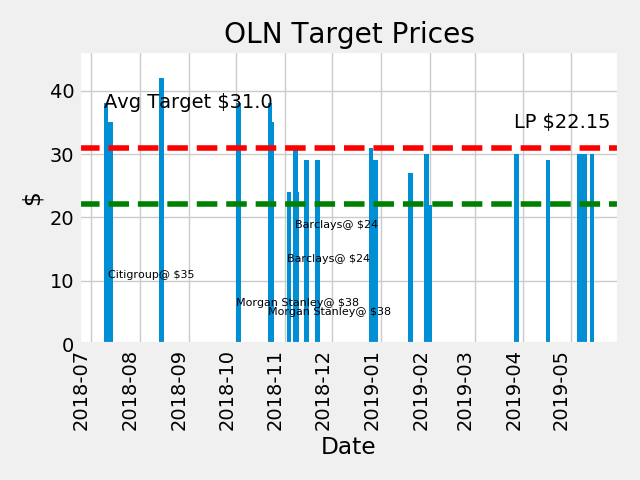 OLN Target Prices
Avg Target $31.0
LP $22.15
Barclays@ $24
Barclays@ $24
Citigroup@ $35
Morgan Stanley@ $38
Morgan Stanley@ $38
$
40
30
20
10
0
2018-07
2018-08
2018-09
2018-10
2018-11
2018-12
2019-01
2019-02
2019-03
2019-04
2019-05
Date